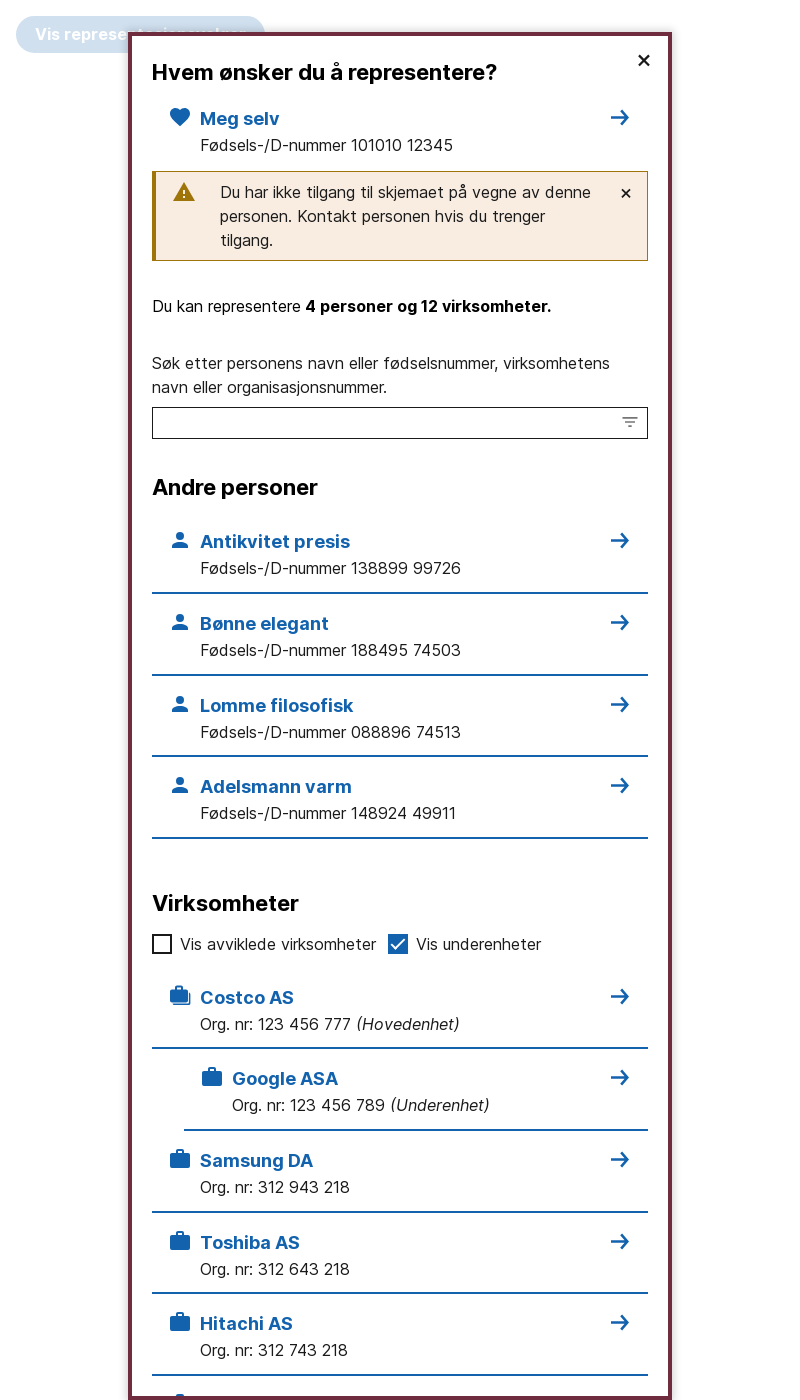 Vis
Hvem ønsker du å representere?
Meg selv
Fødsels-/D-nummer 101010 12345
Du har ikke tilgang til skjemaet på vegne av denne
personen. Kontakt personen hvis du trenger
tilgang.
Du kan representere 4 personer og 12 virksomheter.
Søk etter personens navn eller fødselsnummer, virksomhetens
navn eller organisasjonsnummer.
Andre personer
Antikvitet presis
Fødsels-/D-nummer 138899 99726
Bønne elegant
Fødsels-/D-nummer 188495 74503
Lomme filosofisk
Fødsels-/D-nummer 088896 74513
Adelsmann varm
Fødsels-/D-nummer 148924 49911
Virksomheter
Vis avviklede virksomheter Vis underenheter
Costco AS
Org. nr: 123 456 777 (Hovedenhet)
Google ASA
Org. nr: 123 456 789 (Underenhet)
Samsung DA
Org. nr: 312 943 218
Toshiba AS
Org. nr: 312 643 218
Hitachi AS
Org. nr: 312 743 218